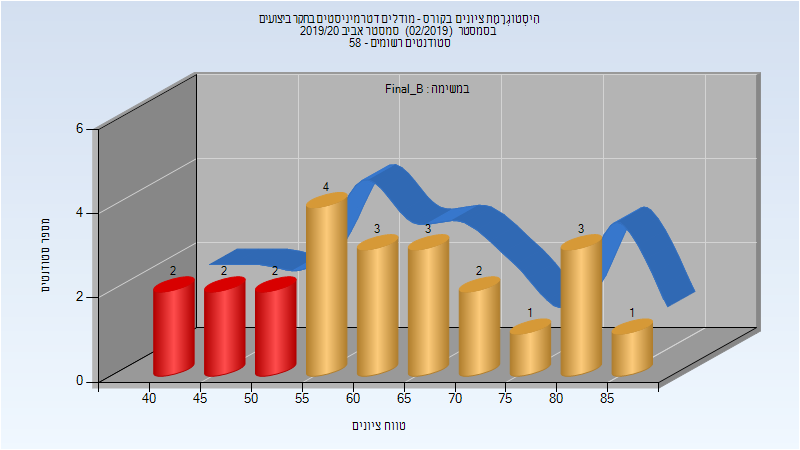 היסטוגרמת ציונים בקורס - מודלים דטרמיניסטים בחקר ביצועים
בסמסטר (02/2019) סמסטר אביב 2019/20
סטודנטים רשומים - 58
במשימה : Final_B
מספר סטודנטים
6
4
2
0
2
2
2
4
3
3
2
1
3
1
40 45 50 55 60 65 70 75 80 85
טווח ציונים